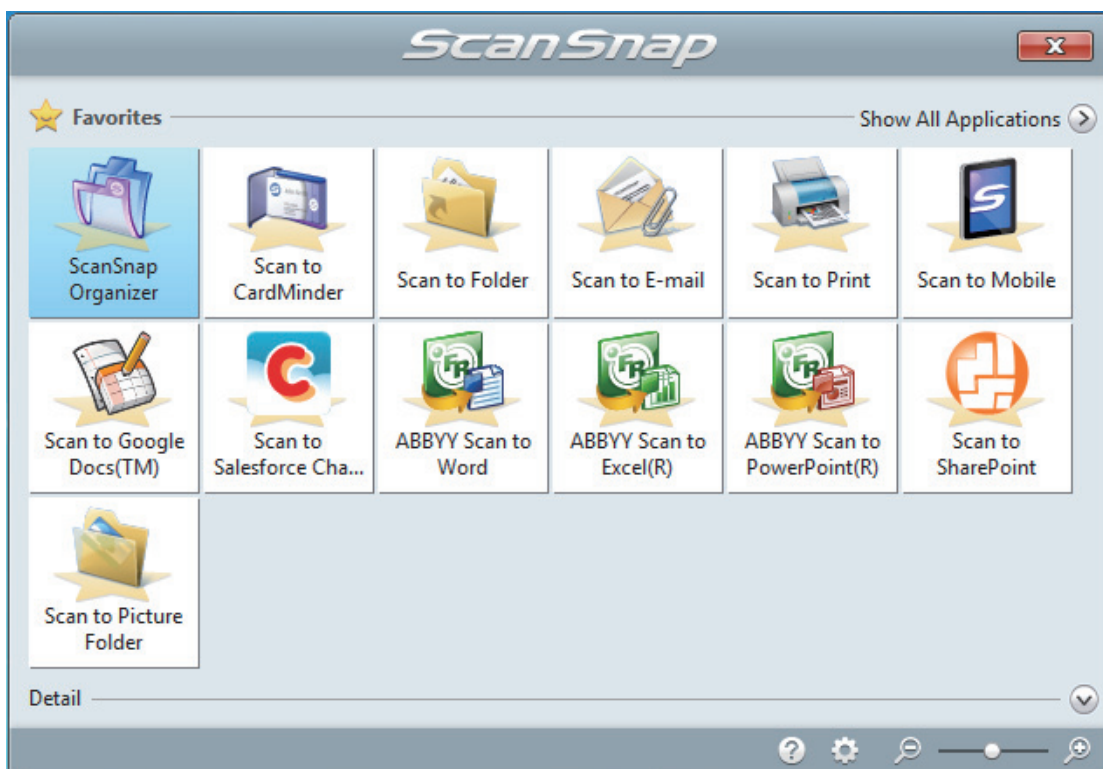 ScanSnap
Favorites
Show All Applications
ScanSnap
Organizer
Scan to
CardMinder
Scan to Folder
Scan to E-mail
Scan to Print
Scan to Mobile
Scan to Google
Docs(TM)
Scan to
Salesforce Cha...
ABBYY Scan to
Word
ABBYY Scan to
Excel(R)
ABBYY Scan to
PowerPoint(R)
Scan to
SharePoint
Scan to Picture
Folder
Detail